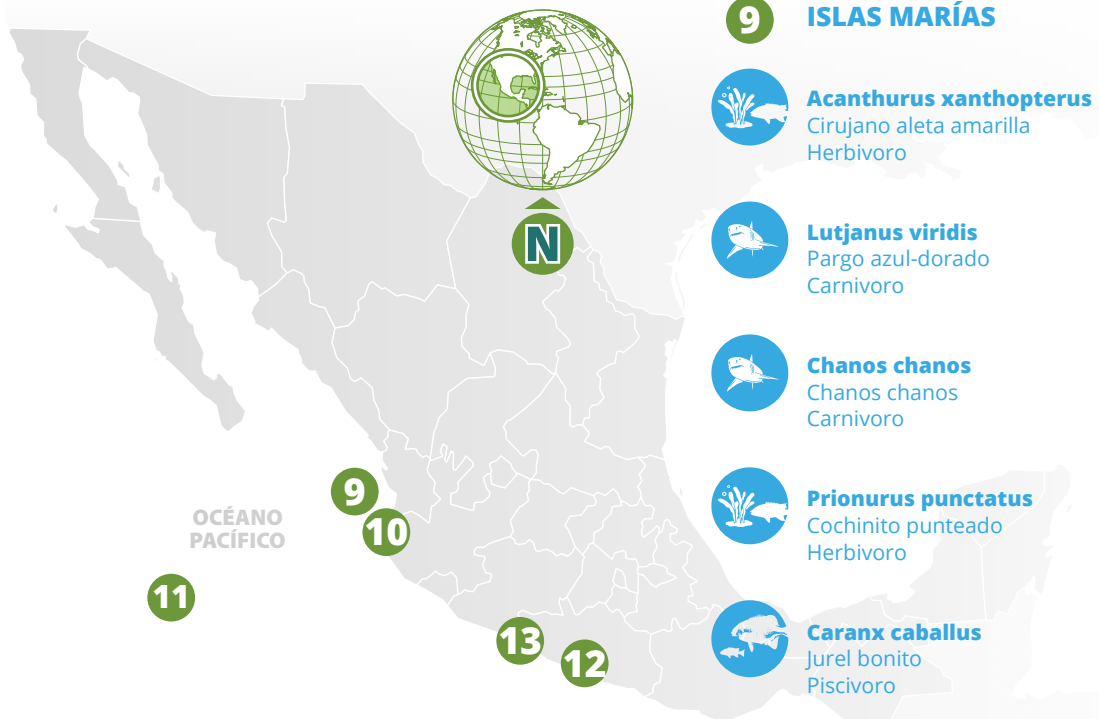 9
ISLAS MARÍAS
Acanthurus xanthopterus
Cirujano aleta amarilla
Herbivoro
Lutjanus viridis
Pargo azul-dorado
Carnivoro
Chanos chanos
Chanos chanos
Carnivoro
Prionurus punctatus
Cochinito punteado
Herbivoro
Caranx caballus
Jurel bonito
Piscivoro
N
9
10
OCÉANO
PACÍFICO
11
13
12